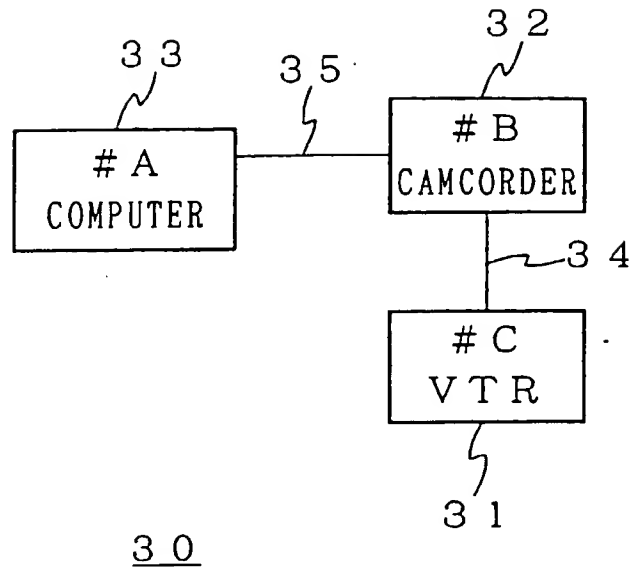 33
35
32
# A
COMPUTER
# B
CAMCORDER
34
# C
VTR
31
30